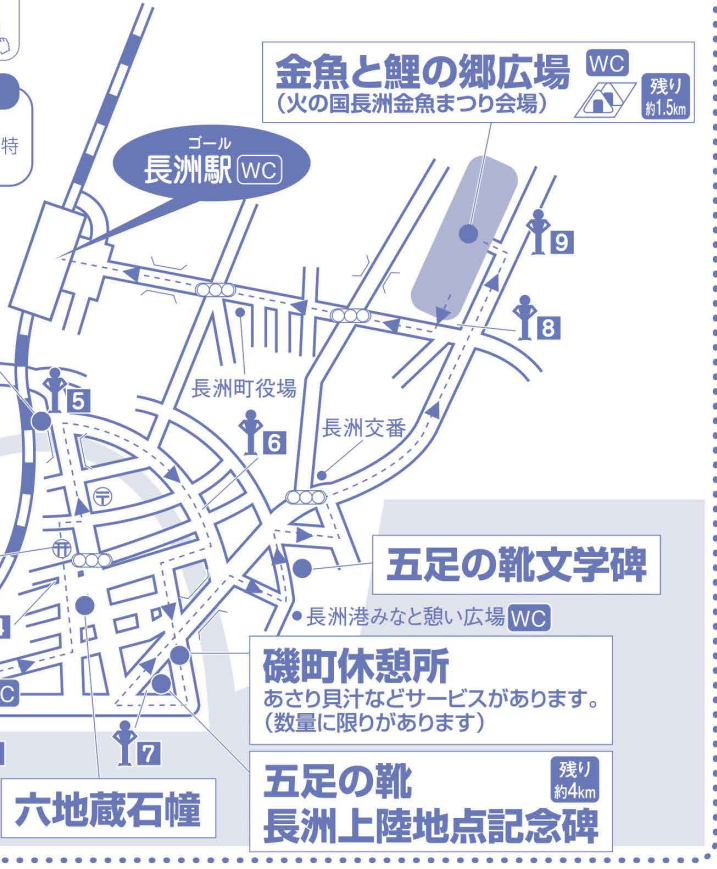 金魚と鯉の郷広場 WC
(火の国長洲金魚まつり会場)
残り
約1.5km
特
ゴール
長洲駅 WC
9
8
長洲町役場
5
6
長洲交番
五足の靴文学碑
長洲港みなと憩い広場 WC
磯町休憩所
あさり貝汁などサービスがあります。
(数量に限りがあります)
7
六地蔵石幢
五足の靴
長洲上陸地点記念碑
残り
約4km